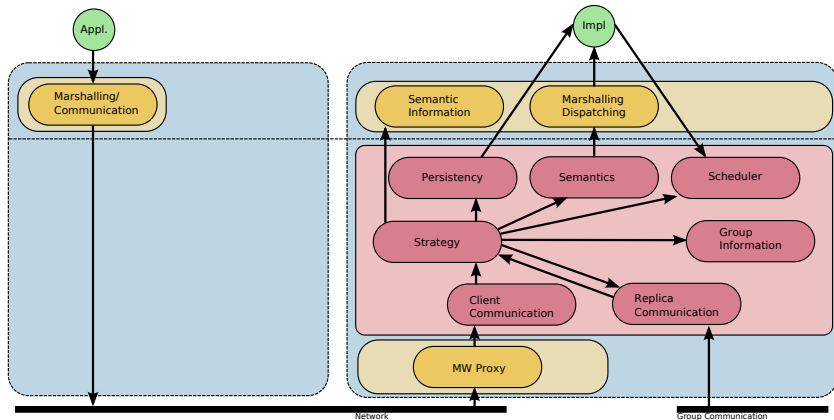 Appl.
Impl
Marshalling/
Communication
Semantic
Information
Marshalling
Dispatching
Persistency
Semantics
Scheduler
Strategy
Group
Information
Client
Communication
Replica
Communication
MW Proxy
Network
Group Communication